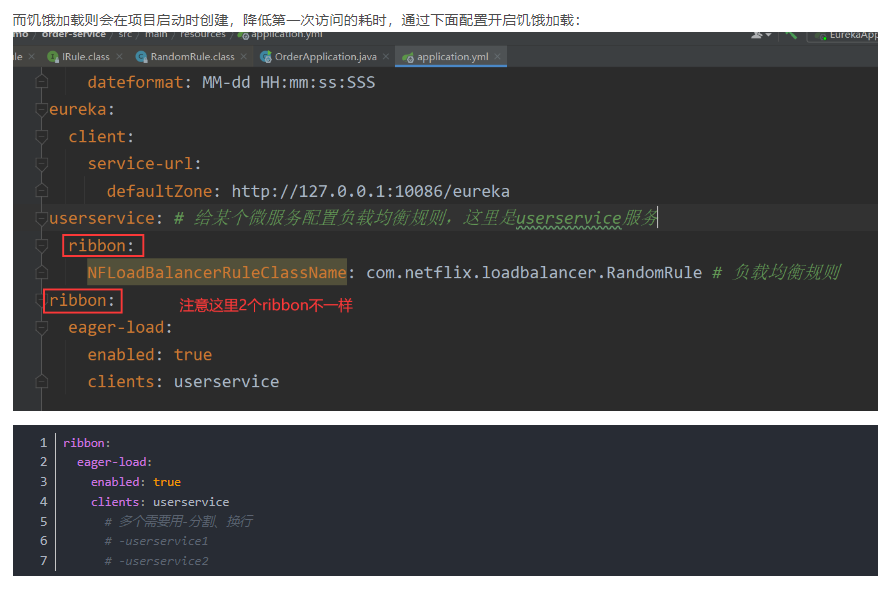 而饥饿加载则会在项目启动时创建，降低第一次访问的耗时，通过下面配置开启饥饿加载：
mo order-service src main resources application.yml EurekaApp
le IRule.class RandomRule.class OrderApplication.java application.yml
dateformat: MM-dd HH:mm:ss:SSS
eureka:
client:
service-url:
defaultZone: http://127.0.0.1:10086/eureka
userservice: # 给某个微服务配置负载均衡规则，这里是userservice服务
ribbon:
NFLoadBalancerRuleClassName: com.netflix.loadbalancer.RandomRule # 负载均衡规则
ribbon: 注意这里2个ribbon不一样
eager-load:
enabled: true
clients: userservice
1 ribbon:
2 eager-load:
3 enabled: true
4 clients: userservice
5 # 多个需要用-分割、换行
6 # -userservice1
7 # -userservice2